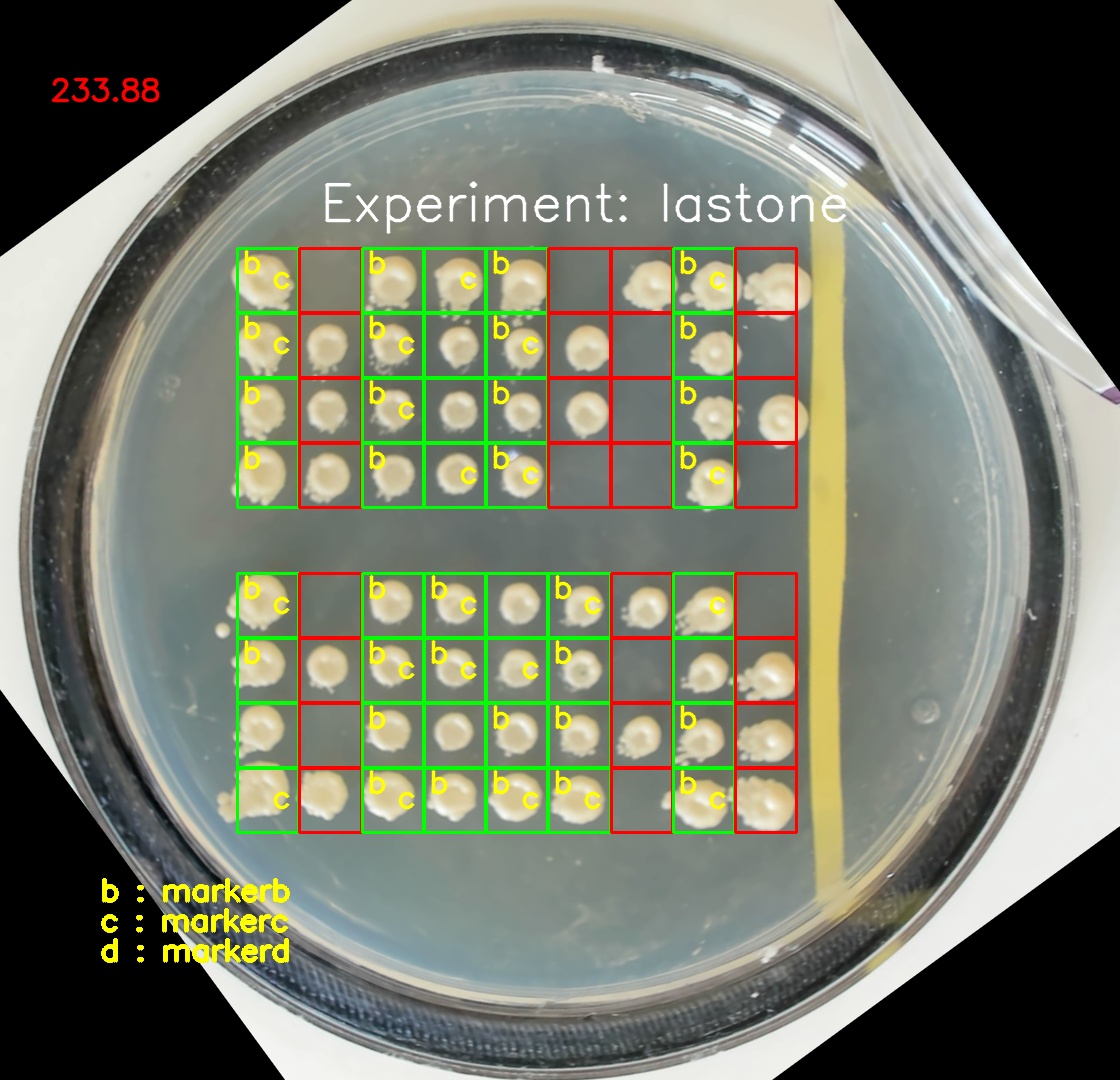 233.88
Experiment: lastone
b c b c b b c
b c b c b c b
b b c b b
b b c b c b c
b c b b c b c c
b b c b c c b
b b b b
c b c b b c b c b c
b : markerb
c : markerc
d : markerd